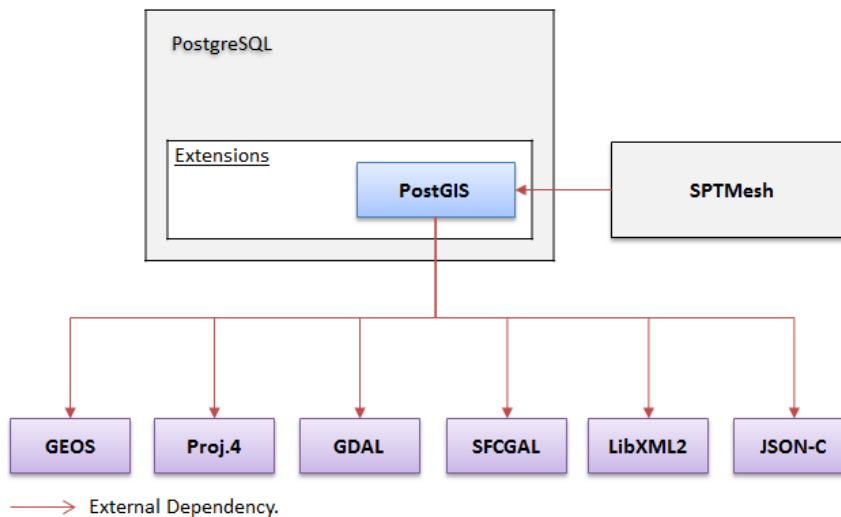 PostgreSQL
Extensions
PostGIS
SPTMesh
GEOS
Proj.4
GDAL
SFCGAL
LibXML2
JSON-C
External Dependency.